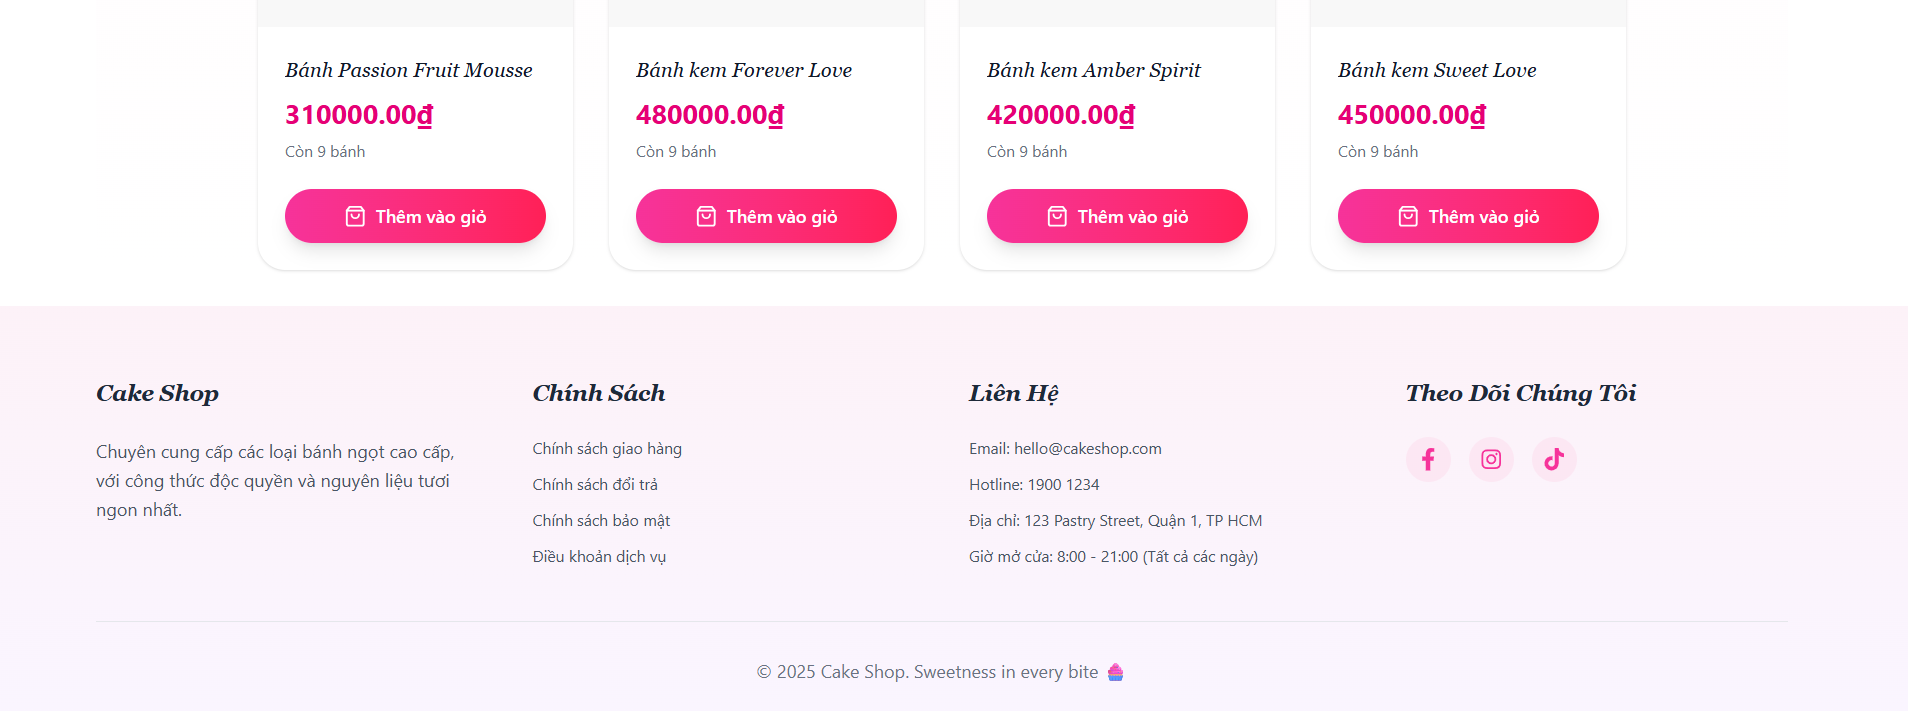 Bánh Passion Fruit Mousse
310000.00₫
Còn 9 bánh
Thêm vào giỏ
Bánh kem Forever Love
480000.00₫
Còn 9 bánh
Thêm vào giỏ
Bánh kem Amber Spirit
420000.00₫
Còn 9 bánh
Thêm vào giỏ
Bánh kem Sweet Love
450000.00₫
Còn 9 bánh
Thêm vào giỏ
Cake Shop
Chuyên cung cấp các loại bánh ngọt cao cấp,
với công thức độc quyền và nguyên liệu tươi
ngon nhất.
Chính Sách
Chính sách giao hàng
Chính sách đổi trả
Chính sách bảo mật
Điều khoản dịch vụ
Liên Hệ
Email: hello@cakeshop.com
Hotline: 1900 1234
Địa chỉ: 123 Pastry Street, Quận 1, TP HCM
Giờ mở cửa: 8:00 - 21:00 (Tất cả các ngày)
Theo Dõi Chúng Tôi
© 2025 Cake Shop. Sweetness in every bite 🧁